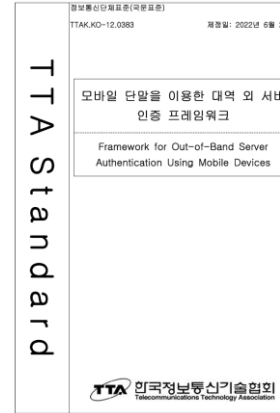 정보통신단체표준(국문표준)
TTAK.KO-12.0383 제정일: 2022년 6월
TTA Standard
모바일 단말을 이용한 대역 외 서버
인증 프레임워크
Framework for Out-of-Band Server
Authentication Using Mobile Devices
TTA 한국정보통신기술협회
Telecommunications Technology Association